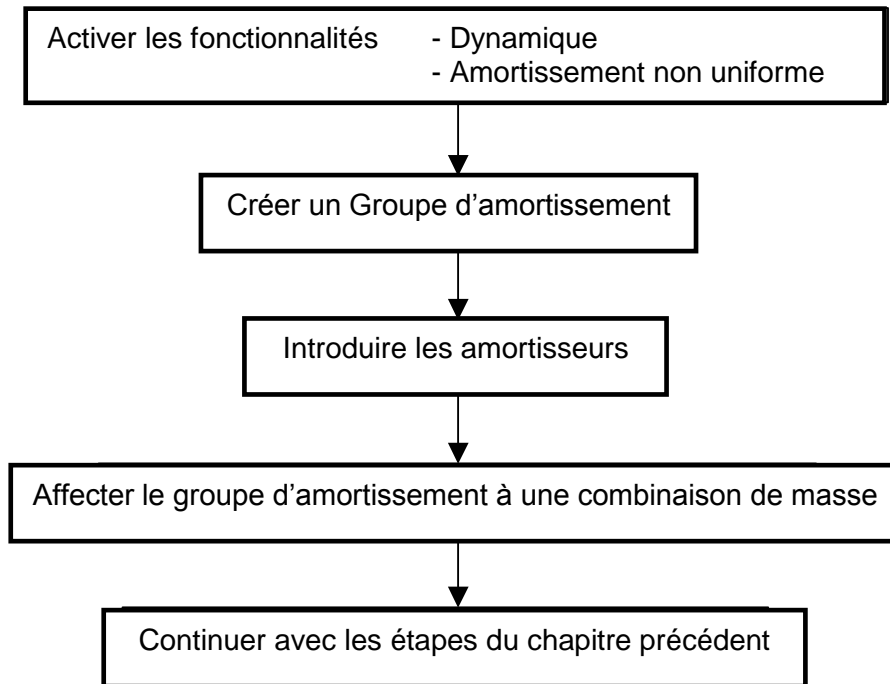 Activer les fonctionnalités - Dynamique
- Amortissement non uniforme
Créer un Groupe d’amortissement
Introduire les amortisseurs
Affecter le groupe d’amortissement à une combinaison de masse
Continuer avec les étapes du chapitre précédent